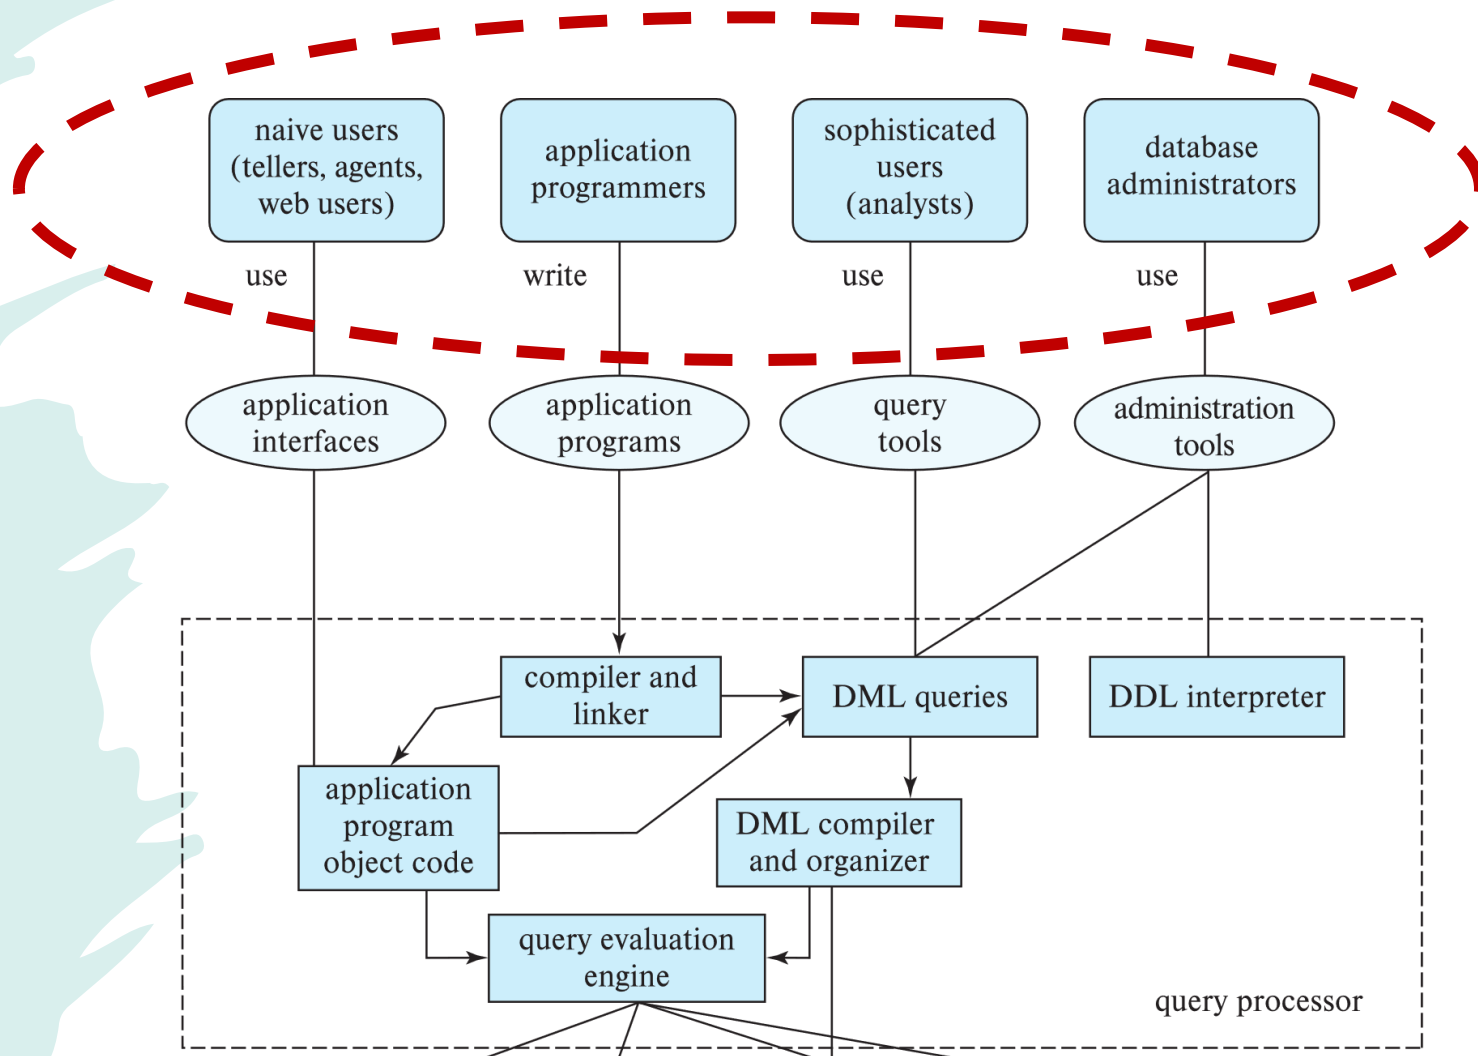 naive users
(tellers, agents,
web users)
application
programmers
sophisticated
users
(analysts)
database
administrators
use
write
use
use
application
interfaces
application
programs
query
tools
administration
tools
compiler and
linker
DML queries
DDL interpreter
application
program
object code
DML compiler
and organizer
query evaluation
engine
query processor